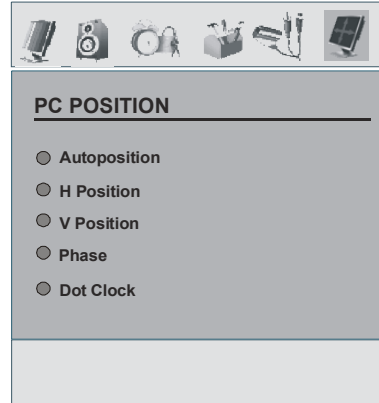 PC POSITION
Autoposition
H Position
V Position
Phase
Dot Clock